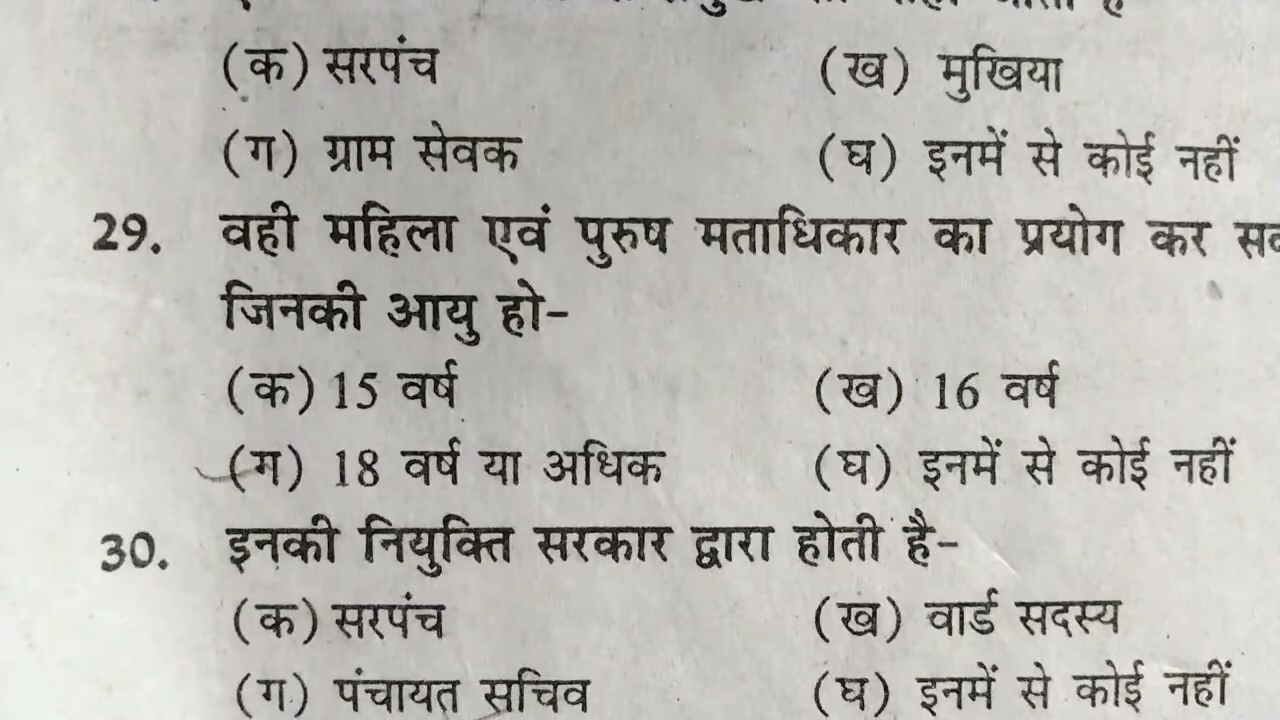 (क) सरपंच (ख) मुखिया
(ग) ग्राम सेवक (घ) इनमें से कोई नहीं
29. वही महिला एवं पुरुष मताधिकार का प्रयोग कर
जिनकी आयु हो-
(क) 15 वर्ष (ख) 16 वर्ष
(ग) 18 वर्ष या अधिक (घ) इनमें से कोई नहीं
30. इनकी नियुक्ति सरकार द्वारा होती है-
(क) सरपंच (ख) वार्ड सदस्य
(ग) पंचायत सचिव (घ) इनमें से कोई नहीं